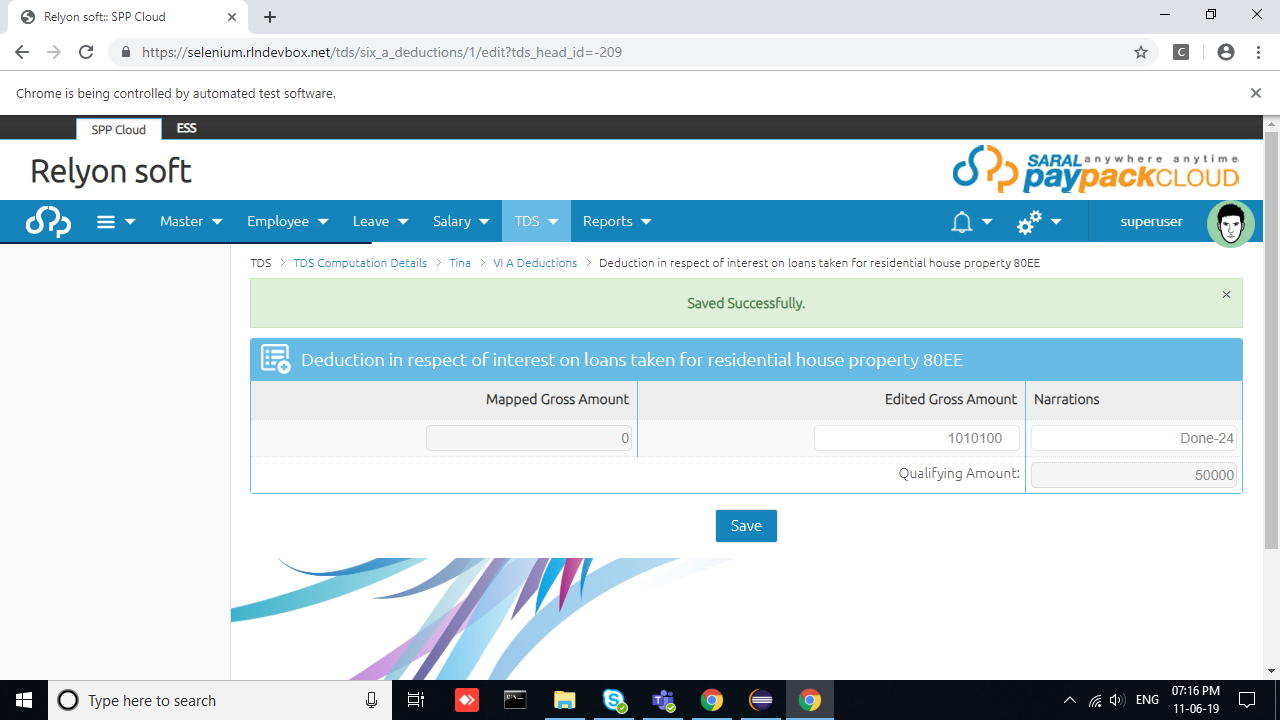 Relyon soft:: SPP Cloud
https://selenium.rlndevbox.net/tds/six_a_deductions/1/edit?tds_head_id=-209
C
Chrome is being controlled by automated test software.
SPP Cloud ESS
Relyon soft
SARAL anywhere anytime
paypackCLOUD
Master Employee Leave Salary TDS Reports superuser
TDS > TDS Computation Details > Tina > VI A Deductions > Deduction in respect of interest on loans taken for residential house property 80EE
Saved Successfully. ×
Deduction in respect of interest on loans taken for residential house property 80EE
Mapped Gross Amount Edited Gross Amount Narrations
0 1010100 Done-24
Qualifying Amount: 50000
Save
Type here to search
ENG
07:16 PM
11-06-19